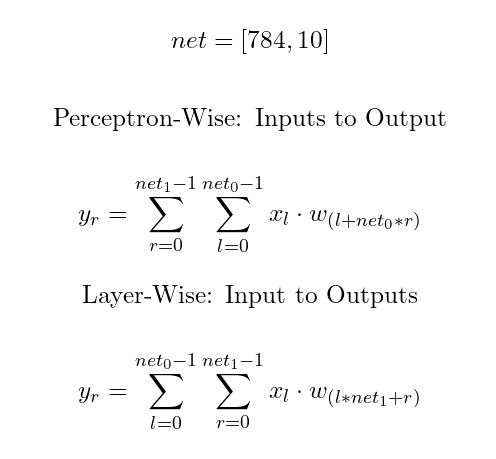 net = [784, 10]
Perceptron-Wise: Inputs to Output
y_r = \sum_{r=0}^{net_1-1} \sum_{l=0}^{net_0-1} x_l \cdot w_{(l+net_0*r)}
Layer-Wise: Input to Outputs
y_r = \sum_{l=0}^{net_0-1} \sum_{r=0}^{net_1-1} x_l \cdot w_{(l*net_1+r)}